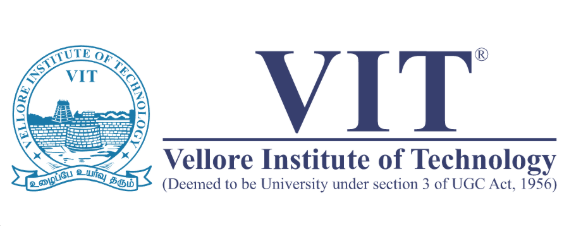 VELLORE INSTITUTE OF TECHNOLOGY
VIT
உழைப்பே உயர்வு தரும்
VIT®
Vellore Institute of Technology
(Deemed to be University under section 3 of UGC Act, 1956)